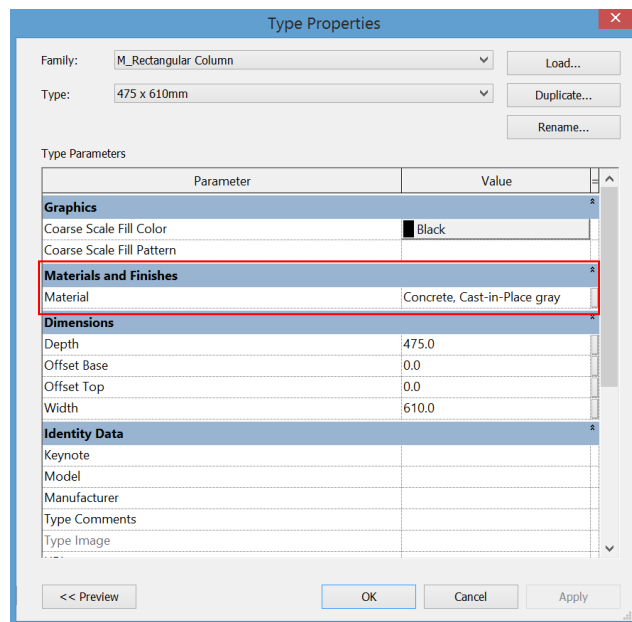 Type Properties
Family: M_Rectangular Column Load...
Type: 475 x 610mm Duplicate...
Rename...
Type Parameters
Parameter Value =
Graphics
Coarse Scale Fill Color Black
Coarse Scale Fill Pattern
Materials and Finishes
Material Concrete, Cast-in-Place gray
Dimensions
Depth 475.0
Offset Base 0.0
Offset Top 0.0
Width 610.0
Identity Data
Keynote
Model
Manufacturer
Type Comments
Type Image
<< Preview OK Cancel Apply